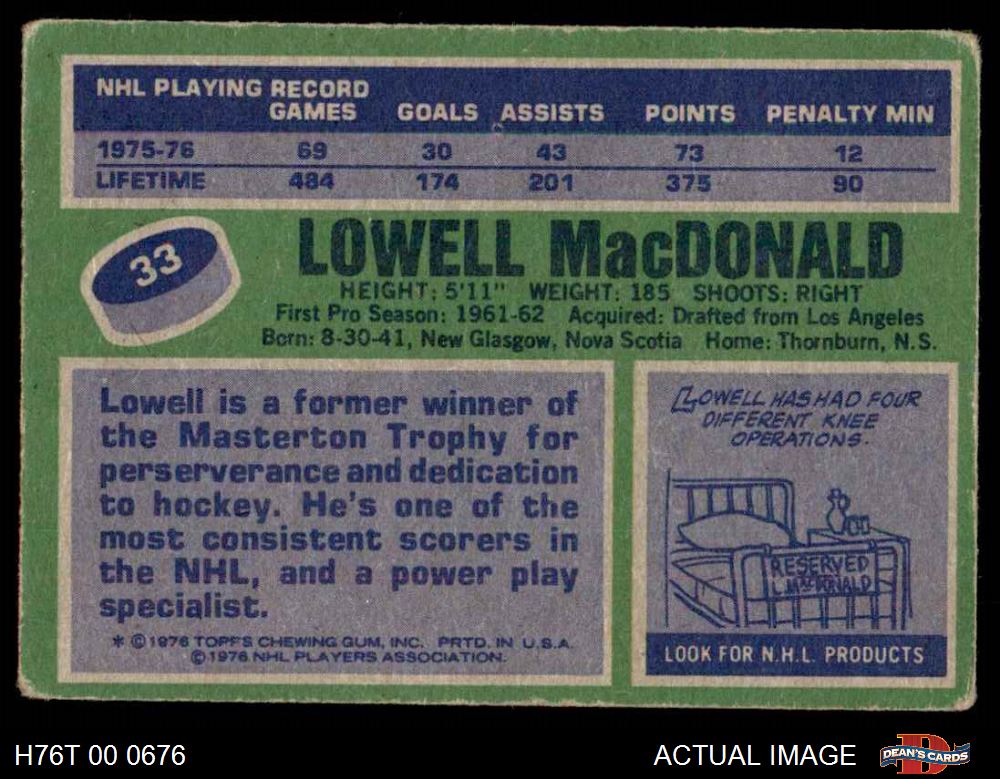 NHL PLAYING RECORD
GAMES GOALS ASSISTS POINTS PENALTY MIN
1975-76 69 30 43 73 12
LIFETIME 484 174 201 375 90
33
LOWELL MacDONALD
HEIGHT: 5'11" WEIGHT: 185 SHOOTS: RIGHT
First Pro Season: 1961-62 Acquired: Drafted from Los Angeles
Born: 8-30-41, New Glasgow, Nova Scotia Home: Thornburn, N.S.
Lowell is a former winner of
the Masterton Trophy for
perserverance and dedication
to hockey. He's one of the
most consistent scorers in
the NHL, and a power play
specialist.
* © 1976 TOPPS CHEWING GUM, INC. PRTD. IN U.S.A.
© 1976 NHL PLAYERS ASSOCIATION.
LOWELL HAS HAD FOUR
DIFFERENT KNEE
OPERATIONS.
RESERVED
L. MacDONALD
LOOK FOR N.H.L. PRODUCTS
H76T 00 0676
ACTUAL IMAGE
DEAN'S CARDS